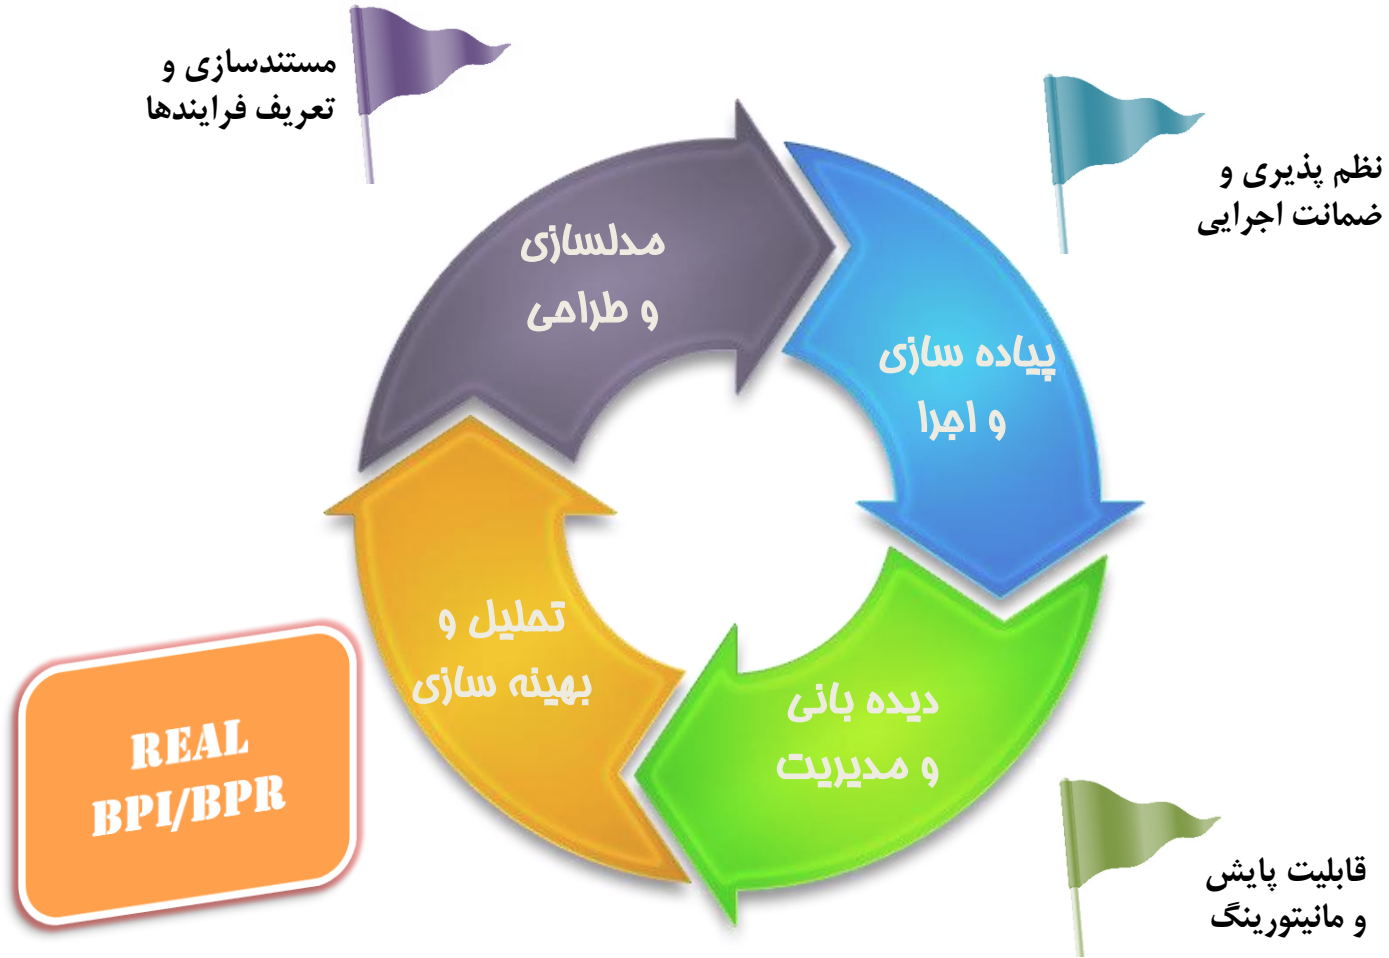 مستندسازی و
تعریف فرایندها
نظم پذیری و
ضمانت اجرایی
مدلسازی
و طراحی
پیاده سازی
و اجرا
تحلیل و
بهینه سازی
دیده بانی
و مدیریت
REAL
BPI/BPR
قابلیت پایش
و مانیتورینگ